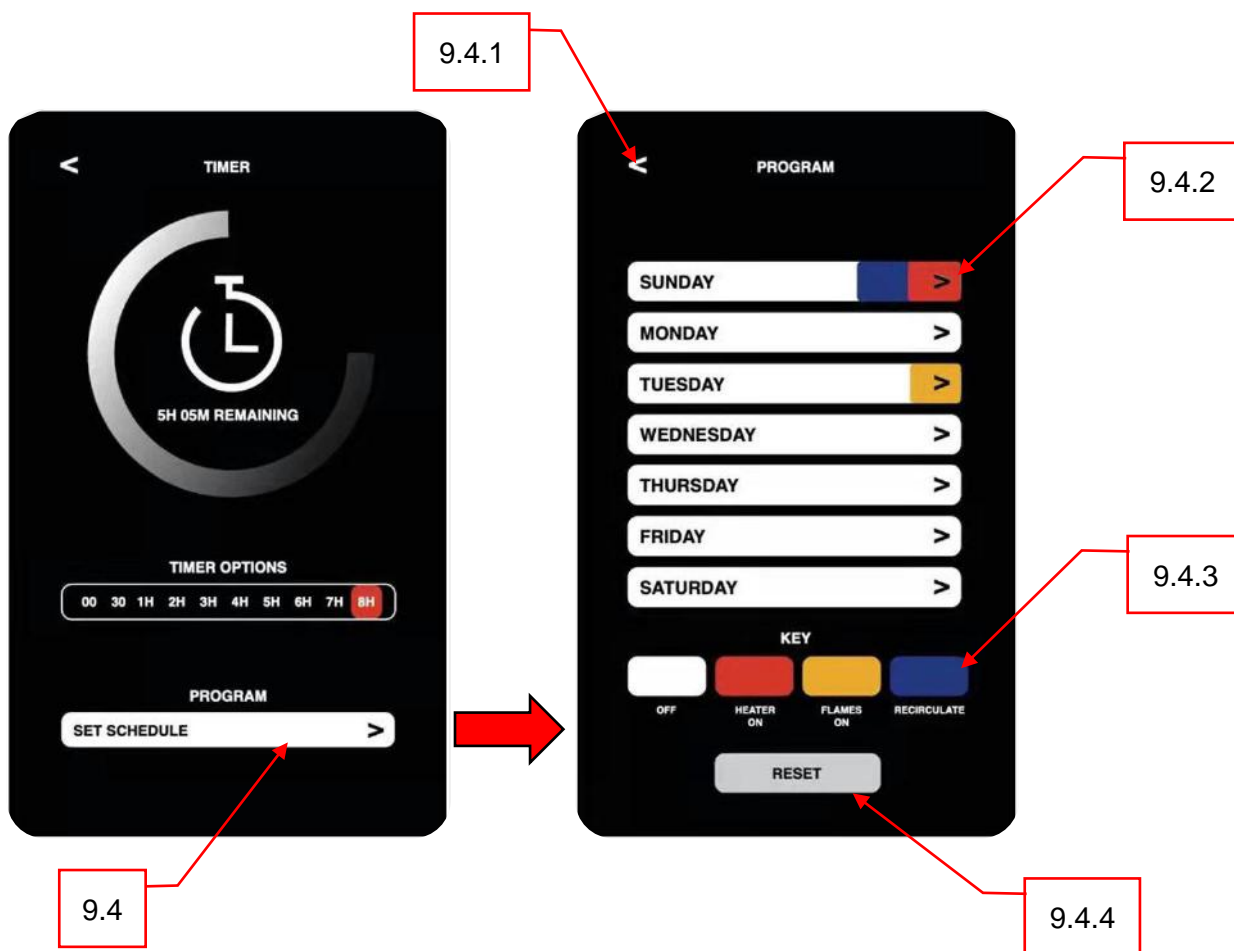 9.4.1
<
TIMER
5H 05M REMAINING
TIMER OPTIONS
00 30 1H 2H 3H 4H 5H 6H 7H 8H
PROGRAM
SET SCHEDULE >
9.4
<
PROGRAM
9.4.2
SUNDAY >
MONDAY >
TUESDAY >
WEDNESDAY >
THURSDAY >
FRIDAY >
SATURDAY >
9.4.3
KEY
OFF
HEATER
ON
FLAMES
ON
RECIRCULATE
RESET
9.4.4